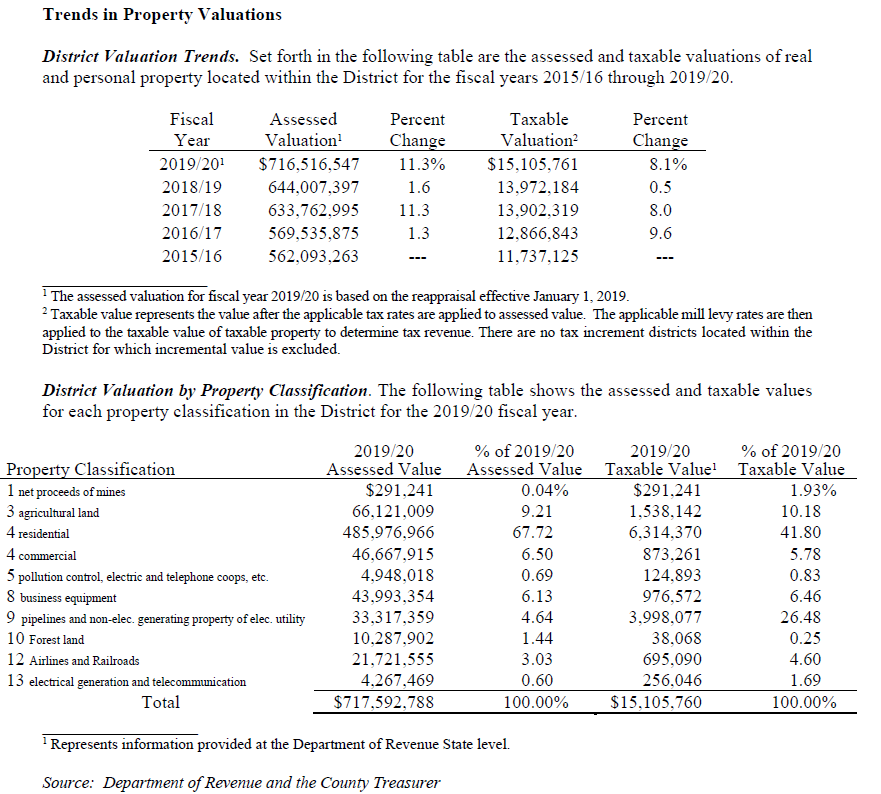 Trends in Property Valuations
District Valuation Trends. Set forth in the following table are the assessed and taxable valuations of real
and personal property located within the District for the fiscal years 2015/16 through 2019/20.
Fiscal Assessed Percent Taxable Percent
Year Valuation¹ Change Valuation² Change
2019/20¹ $716,516,547 11.3% $15,105,761 8.1%
2018/19 644,007,397 1.6 13,972,184 0.5
2017/18 633,762,995 11.3 13,902,319 8.0
2016/17 569,535,875 1.3 12,866,843 9.6
2015/16 562,093,263 --- 11,737,125 ---
¹ The assessed valuation for fiscal year 2019/20 is based on the reappraisal effective January 1, 2019.
² Taxable value represents the value after the applicable tax rates are applied to assessed value. The applicable mill levy rates are then
applied to the taxable value of taxable property to determine tax revenue. There are no tax increment districts located within the
District for which incremental value is excluded.
District Valuation by Property Classification. The following table shows the assessed and taxable values
for each property classification in the District for the 2019/20 fiscal year.
2019/20 % of 2019/20 2019/20 % of 2019/20
Property Classification Assessed Value Assessed Value Taxable Value¹ Taxable Value
1 net proceeds of mines $291,241 0.04% $291,241 1.93%
3 agricultural land 66,121,009 9.21 1,538,142 10.18
4 residential 485,976,966 67.72 6,314,370 41.80
4 commercial 46,667,915 6.50 873,261 5.78
5 pollution control, electric and telephone coops, etc. 4,948,018 0.69 124,893 0.83
8 business equipment 43,993,354 6.13 976,572 6.46
9 pipelines and non-elec. generating property of elec. utility 33,317,359 4.64 3,998,077 26.48
10 Forest land 10,287,902 1.44 38,068 0.25
12 Airlines and Railroads 21,721,555 3.03 695,090 4.60
13 electrical generation and telecommunication 4,267,469 0.60 256,046 1.69
Total $717,592,788 100.00% $15,105,760 100.00%
¹ Represents information provided at the Department of Revenue State level.
Source: Department of Revenue and the County Treasurer